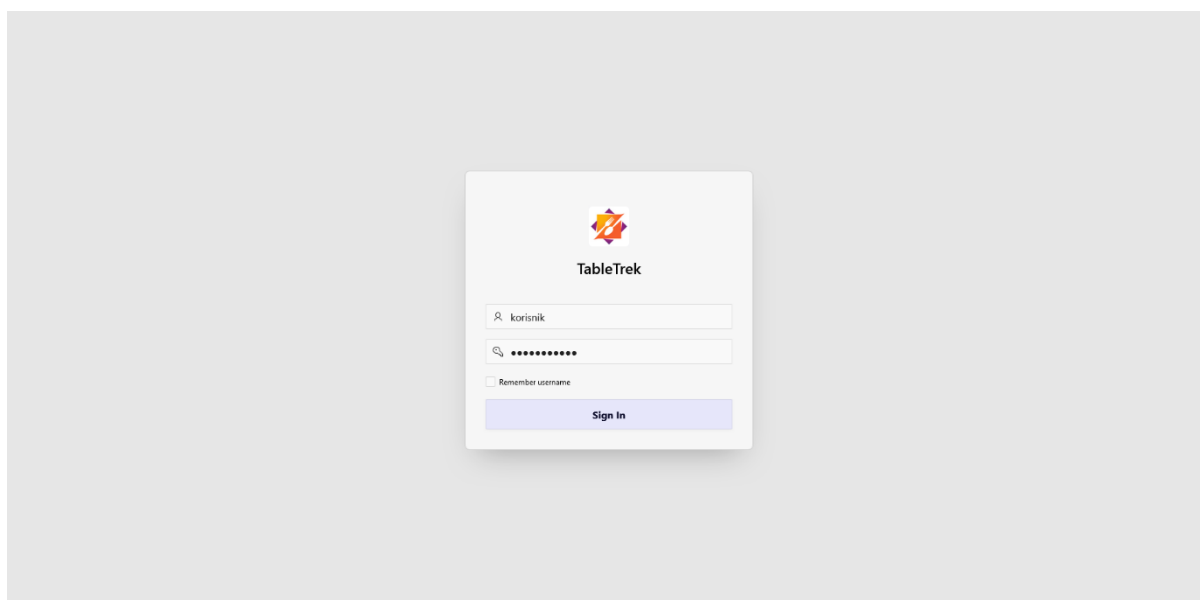 TableTrek
korisnik
●●●●●●●●●●●
Remember username
Sign In